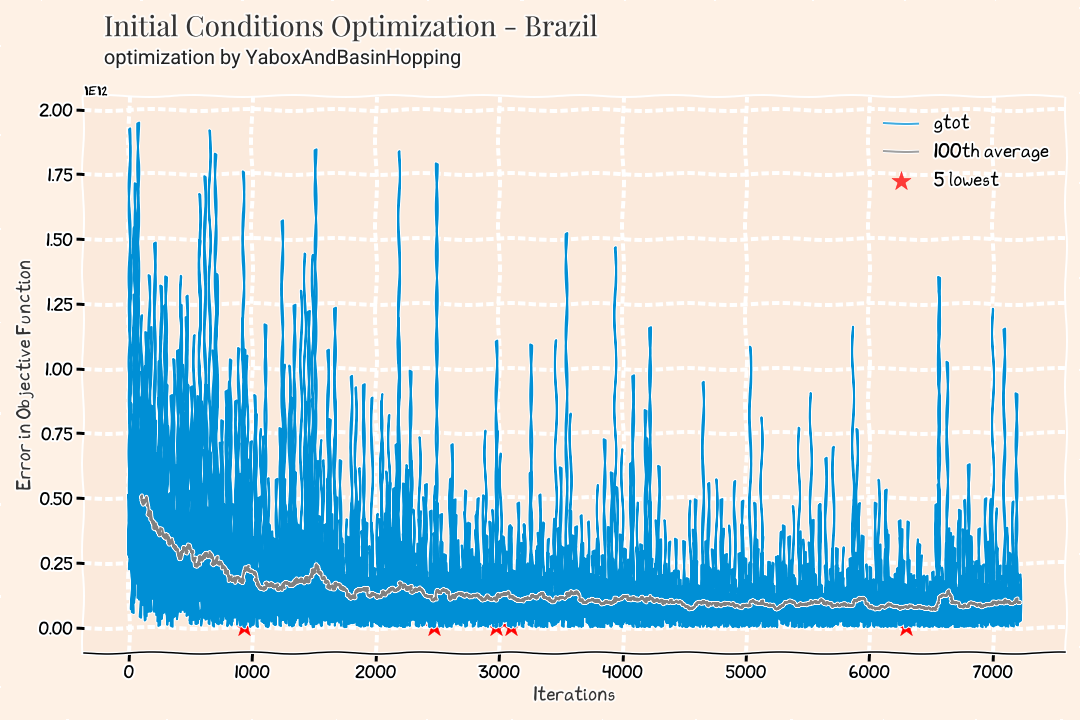 Initial Conditions Optimization - Brazil
optimization by YaboxAndBasinHopping
1E12
2.00
1.75
1.50
1.25
1.00
0.75
0.50
0.25
0.00
Error in Objective Function
gtot
100th average
5 lowest
0 1000 2000 3000 4000 5000 6000 7000
Iterations